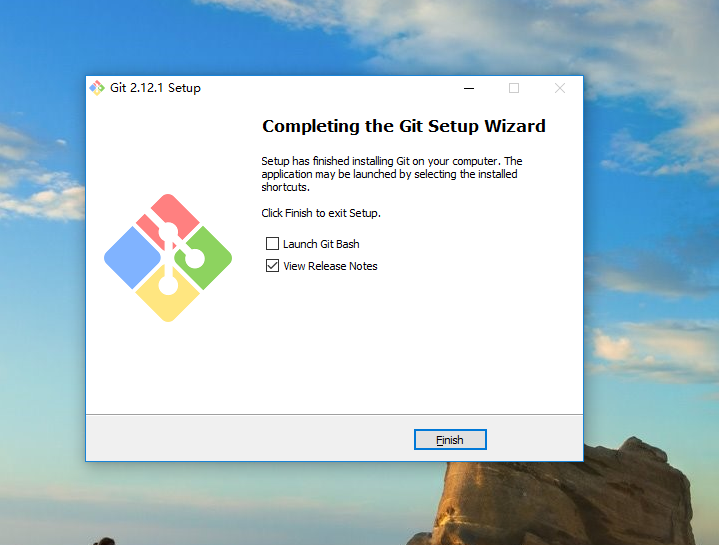 Git 2.12.1 Setup
Completing the Git Setup Wizard
Setup has finished installing Git on your computer. The
application may be launched by selecting the installed
shortcuts.
Click Finish to exit Setup.
Launch Git Bash
View Release Notes
Finish